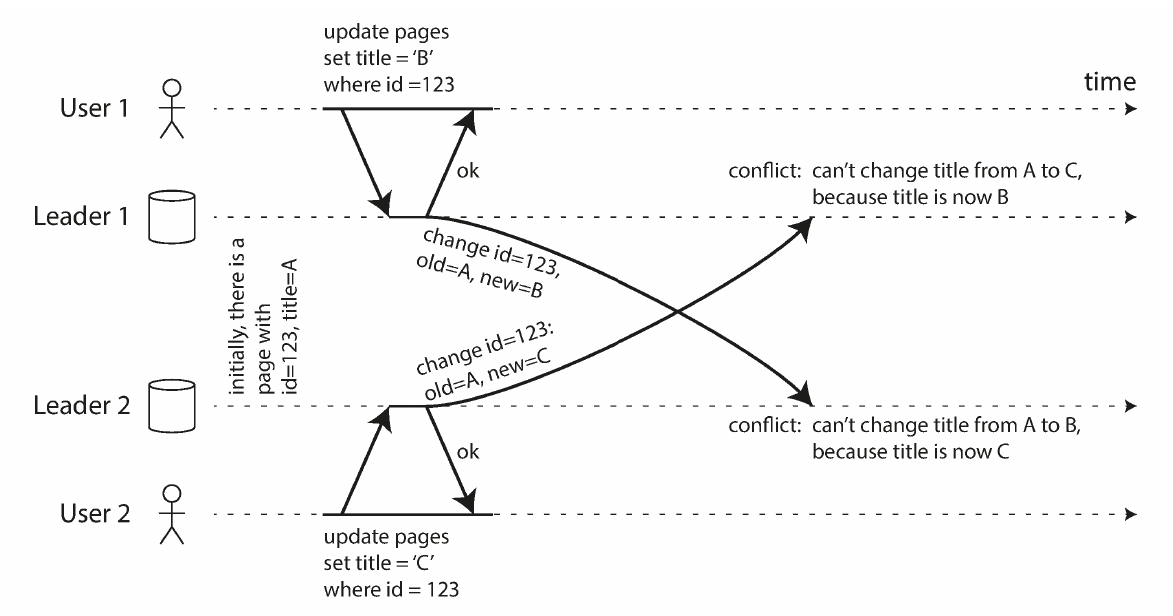 update pages
set title = ‘B’
where id =123
time
User 1
ok
conflict: can’t change title from A to C,
because title is now B
Leader 1
change id=123,
old=A, new=B
initially, there is a
page with
id=123, title=A
change id=123:
old=A, new=C
Leader 2
conflict: can’t change title from A to B,
because title is now C
ok
User 2
update pages
set title = ‘C’
where id = 123